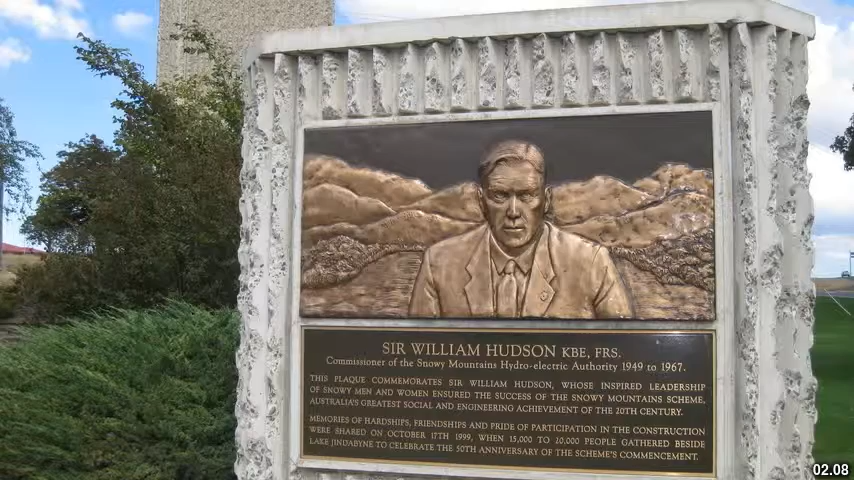 SIR WILLIAM HUDSON KBE, FRS.
Commissioner of the Snowy Mountains Hydro-electric Authority 1949 to 1967.
THIS PLAQUE COMMEMORATES SIR WILLIAM HUDSON, WHOSE INSPIRED LEADERSHIP
OF SNOWY MEN AND WOMEN ENSURED THE SUCCESS OF THE SNOWY MOUNTAINS SCHEME,
AUSTRALIA'S GREATEST SOCIAL AND ENGINEERING ACHIEVEMENT OF THE 20TH CENTURY.
MEMORIES OF HARDSHIPS, FRIENDSHIPS AND PRIDE OF PARTICIPATION IN THE CONSTRUCTION
WERE SHARED ON OCTOBER 17TH 1999, WHEN 15,000 TO 20,000 PEOPLE GATHERED BESIDE
LAKE JINDABYNE TO CELEBRATE THE 50TH ANNIVERSARY OF THE SCHEME'S COMMENCEMENT.
02.08